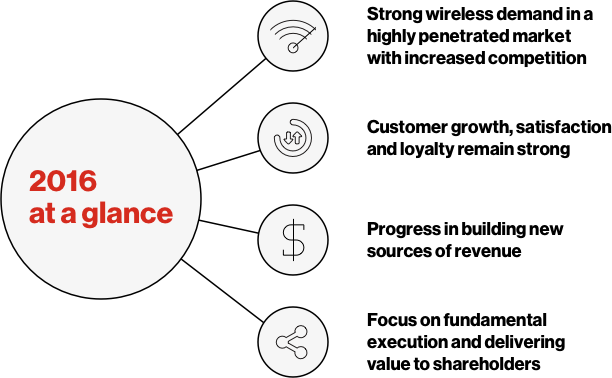 2016
at a glance
Strong wireless demand in a
highly penetrated market
with increased competition
Customer growth, satisfaction
and loyalty remain strong
$
Progress in building new
sources of revenue
Focus on fundamental
execution and delivering
value to shareholders